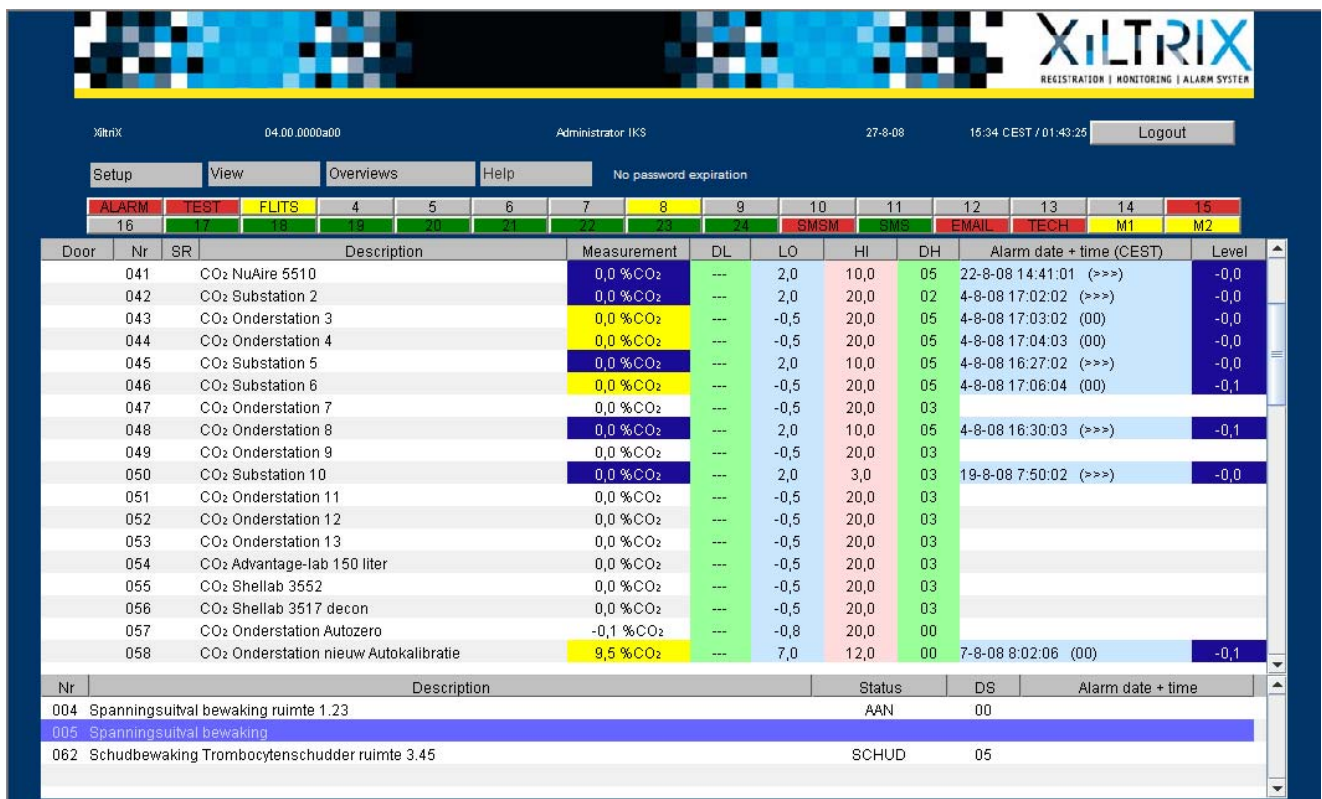 XiLTRiX
REGISTRATION | MONITORING | ALARM SYSTEM
XiltriX 04.00.0000a00 Administrator IKS 27-8-08 15:34 CEST / 01:43:25 Logout
Setup View Overviews Help No password expiration
ALARM TEST FLITS 4 5 6 7 8 9 10 11 12 13 14 15
16 17 18 19 20 21 22 23 24 SMSM SMS EMAIL TECH M1 M2
Door Nr SR Description Measurement DL LO HI DH Alarm date + time (CEST) Level
041 CO₂ NuAire 5510 0,0 %CO₂ --- 2,0 10,0 05 22-8-08 14:41:01 (>>>) -0,0
042 CO₂ Substation 2 0,0 %CO₂ --- 2,0 20,0 02 4-8-08 17:02:02 (>>>) -0,0
043 CO₂ Onderstation 3 0,0 %CO₂ --- -0,5 20,0 05 4-8-08 17:03:02 (00) -0,0
044 CO₂ Onderstation 4 0,0 %CO₂ --- -0,5 20,0 05 4-8-08 17:04:03 (00) -0,0
045 CO₂ Substation 5 0,0 %CO₂ --- 2,0 10,0 05 4-8-08 16:27:02 (>>>) -0,0
046 CO₂ Substation 6 0,0 %CO₂ --- -0,5 20,0 05 4-8-08 17:06:04 (00) -0,1
047 CO₂ Onderstation 7 0,0 %CO₂ --- -0,5 20,0 03
048 CO₂ Onderstation 8 0,0 %CO₂ --- 2,0 10,0 05 4-8-08 16:30:03 (>>>) -0,1
049 CO₂ Onderstation 9 0,0 %CO₂ --- -0,5 20,0 03
050 CO₂ Substation 10 0,0 %CO₂ --- 2,0 3,0 03 19-8-08 7:50:02 (>>>) -0,0
051 CO₂ Onderstation 11 0,0 %CO₂ --- -0,5 20,0 03
052 CO₂ Onderstation 12 0,0 %CO₂ --- -0,5 20,0 03
053 CO₂ Onderstation 13 0,0 %CO₂ --- -0,5 20,0 03
054 CO₂ Advantage-lab 150 liter 0,0 %CO₂ --- -0,5 20,0 03
055 CO₂ Shellab 3552 0,0 %CO₂ --- -0,5 20,0 03
056 CO₂ Shellab 3517 decon 0,0 %CO₂ --- -0,5 20,0 03
057 CO₂ Onderstation Autozero -0,1 %CO₂ --- -0,8 20,0 00
058 CO₂ Onderstation nieuw Autokalibratie 9,5 %CO₂ --- 7,0 12,0 00 7-8-08 8:02:06 (00) -0,1
Nr Description Status DS Alarm date + time
004 Spanningsuitval bewaking ruimte 1.23 AAN 00
005 Spanningsuitval bewaking
062 Schudbewaking Trombocytenschudder ruimte 3.45 SCHUD 05